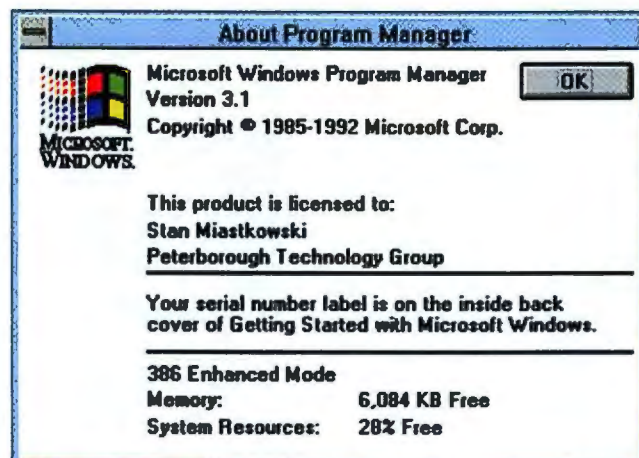 About Program Manager
Microsoft Windows Program Manager
Version 3.1
Copyright © 1985-1992 Microsoft Corp.
OK
MICROSOFT.
WINDOWS.
This product is licensed to:
Stan Miastkowski
Peterborough Technology Group
Your serial number label is on the inside back
cover of Getting Started with Microsoft Windows.
386 Enhanced Mode
Memory: 6,084 KB Free
System Resources: 28% Free